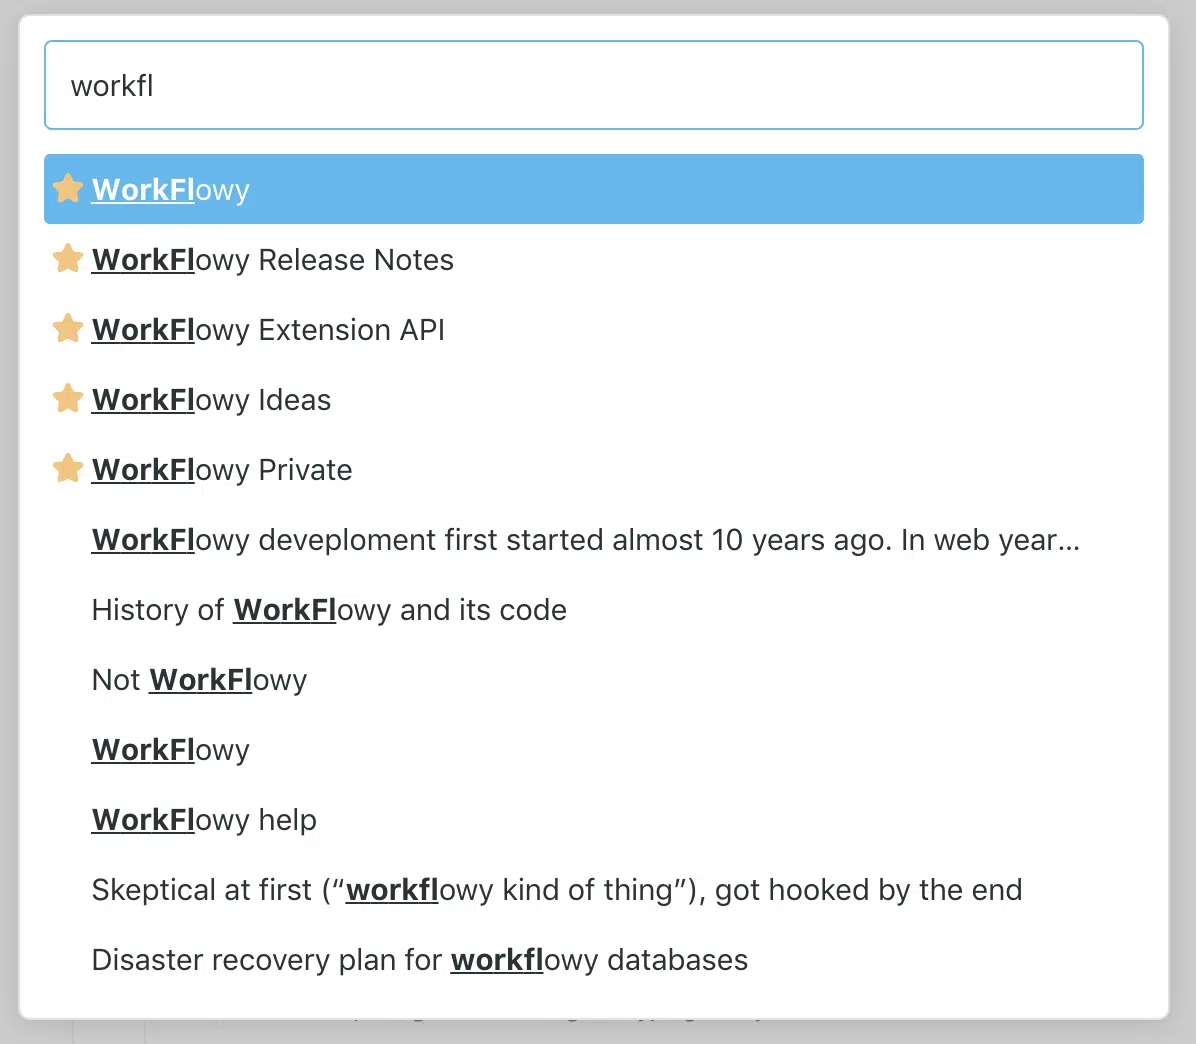 workfl
WorkFlowy
WorkFlowy Release Notes
WorkFlowy Extension API
WorkFlowy Ideas
WorkFlowy Private
WorkFlowy deveploment first started almost 10 years ago. In web year...
History of WorkFlowy and its code
Not WorkFlowy
WorkFlowy
WorkFlowy help
Skeptical at first (“workflowy kind of thing”), got hooked by the end
Disaster recovery plan for workflowy databases